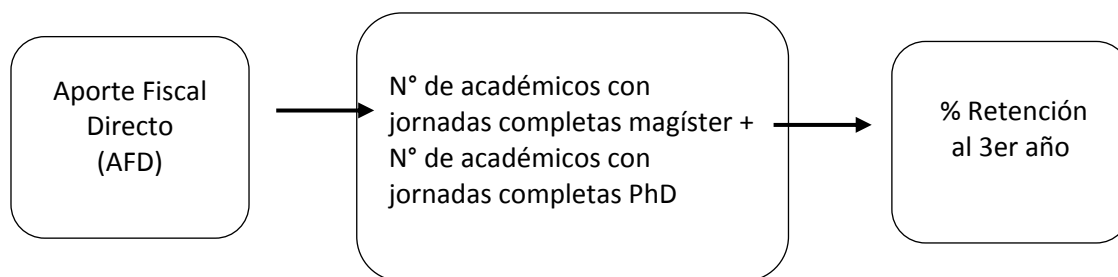 Aporte Fiscal
Directo
(AFD)
N° de académicos con
jornadas completas magíster +
N° de académicos con
jornadas completas PhD
% Retención
al 3er año